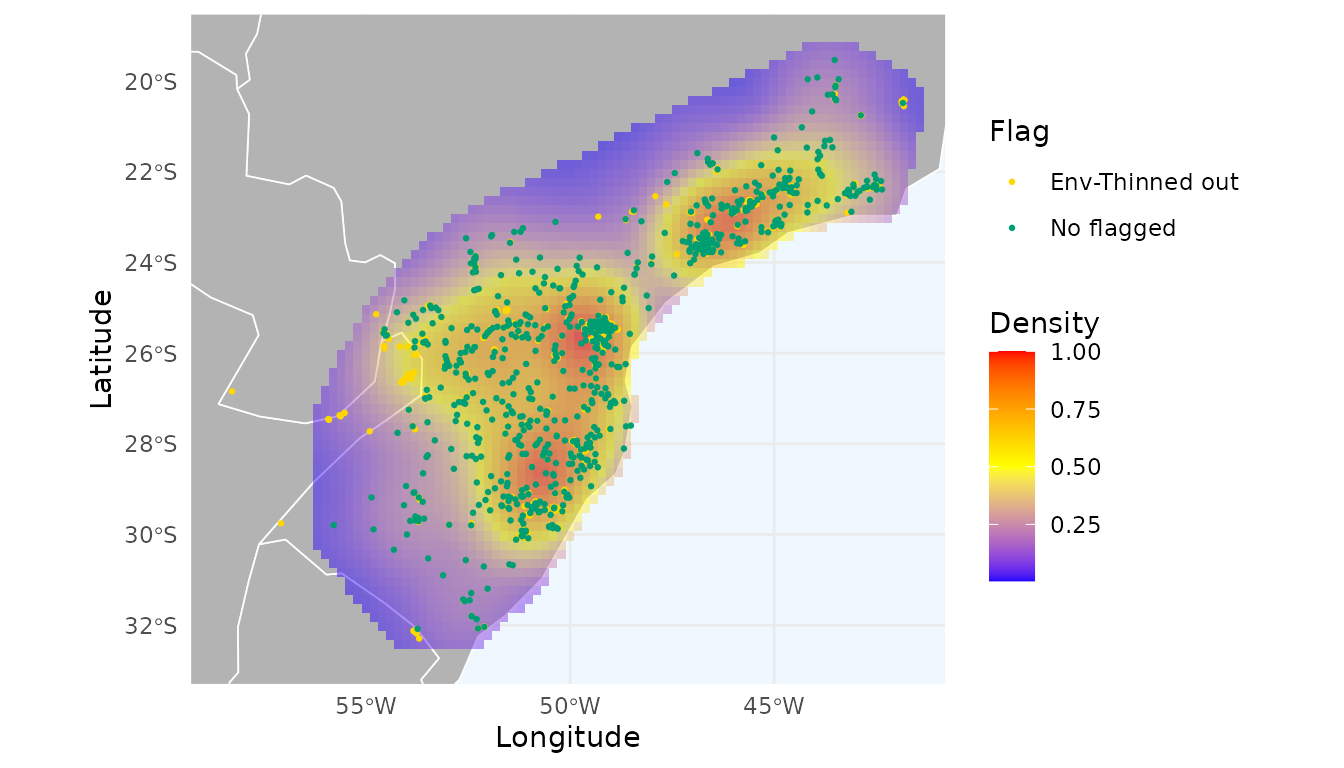 20°S
22°S
24°S
26°S
28°S
30°S
32°S
Latitude
55°W 50°W 45°W
Longitude
Flag
Env-Thinned out
No flagged
Density
1.00
0.75
0.50
0.25